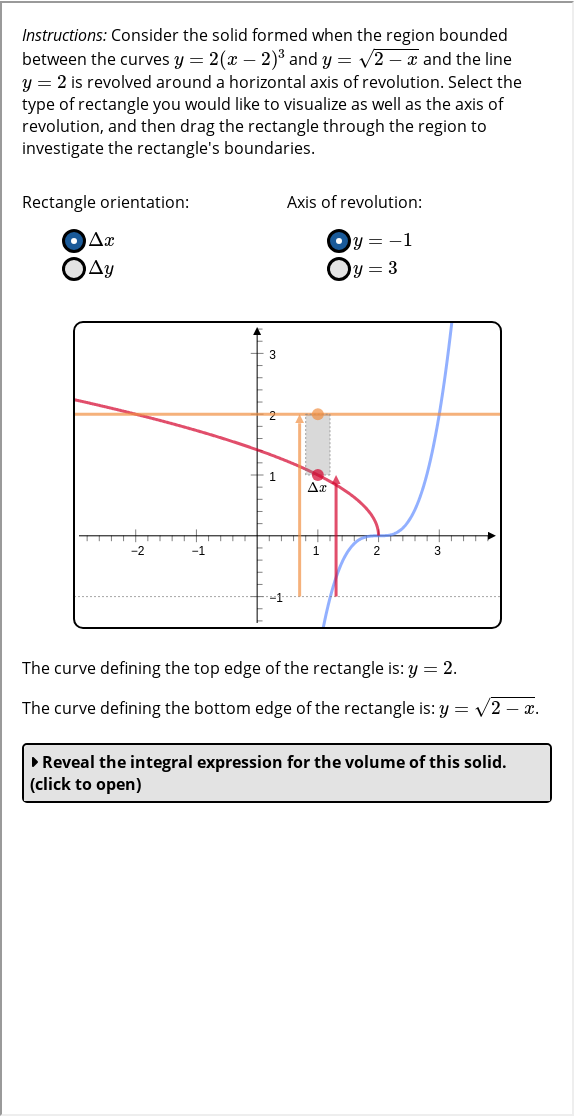 Instructions: Consider the solid formed when the region bounded
between the curves y = 2(x − 2)³ and y = √(2 − x) and the line
y = 2 is revolved around a horizontal axis of revolution. Select the
type of rectangle you would like to visualize as well as the axis of
revolution, and then drag the rectangle through the region to
investigate the rectangle's boundaries.
Rectangle orientation: Axis of revolution:
Δx y = −1
Δy y = 3
3
2
1
Δx
−2 −1 1 2 3
−1
The curve defining the top edge of the rectangle is: y = 2.
The curve defining the bottom edge of the rectangle is: y = √(2 − x).
Reveal the integral expression for the volume of this solid.
(click to open)